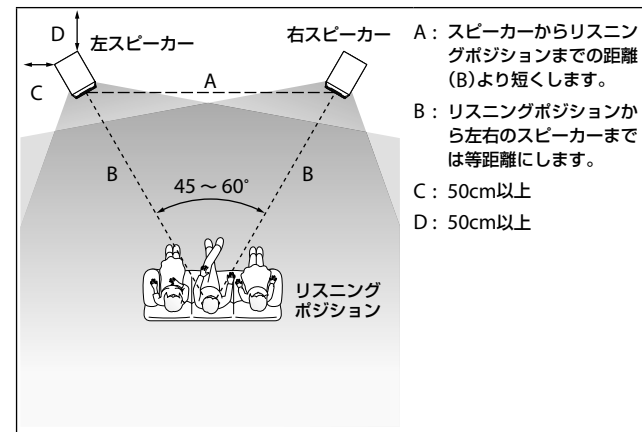 D
左スピーカー
右スピーカー
A
C
B
B
45 ～ 60˚
リスニング
ポジション
A： スピーカーからリスニン
グポジションまでの距離
（B）より短くします。
B： リスニングポジションか
ら左右のスピーカーまで
は等距離にします。
C： 50cm以上
D： 50cm以上